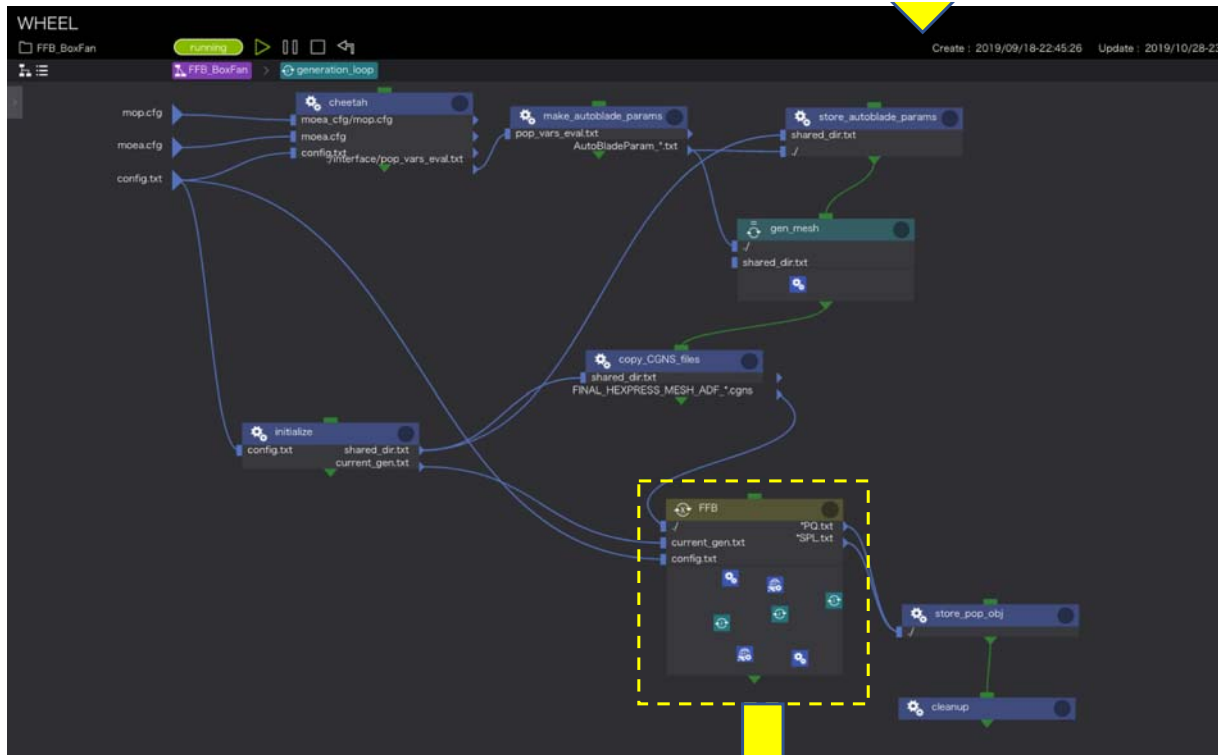 WHEEL
FFB_BoxFan
running
Create : 2019/09/18-22:45:26 Update : 2019/10/28-23
FFB_BoxFan > generation_loop
mop.cfg
moea.cfg
config.txt
cheetah
moea_cfg/mop.cfg
moea.cfg
config.txt
/interface/pop_vars_eval.txt
make_autoblade_params
pop_vars_eval.txt
AutoBladeParam_*.txt
store_autoblade_params
shared_dir.txt
./
gen_mesh
./
shared_dir.txt
copy_CGNS_files
shared_dir.txt
FINAL_HEXPRESS_MESH_ADF_*.cgns
initialize
config.txt shared_dir.txt
current_gen.txt
FFB
./ *PQ.txt
current_gen.txt *SPL.txt
config.txt
store_pop_obj
./
cleanup